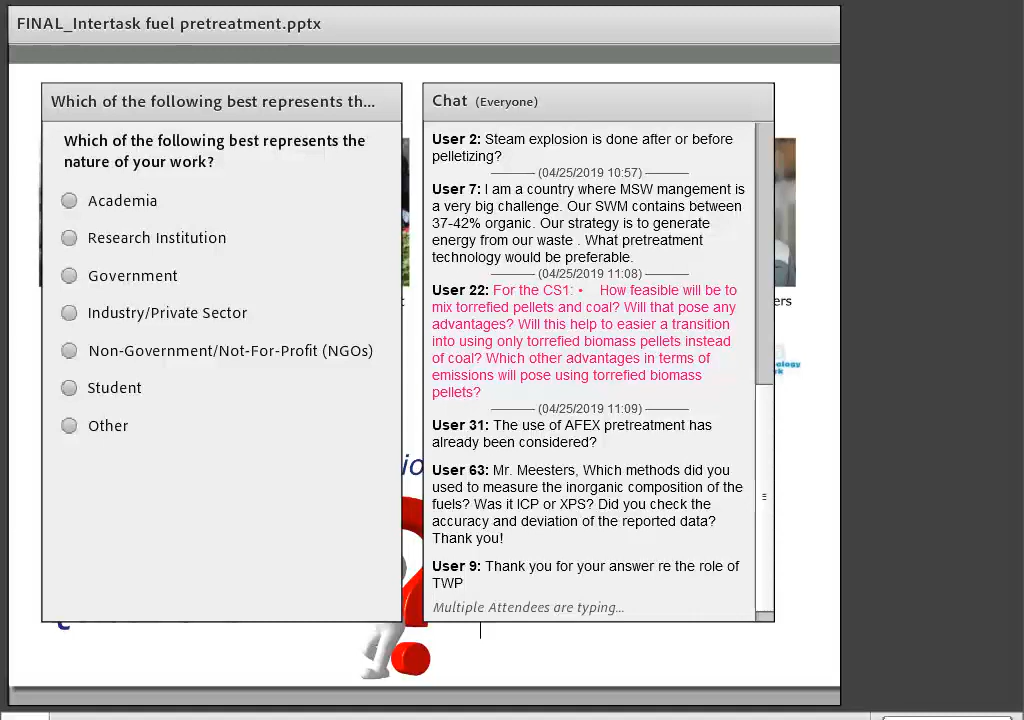 FINAL_Intertask fuel pretreatment.pptx
Which of the following best represents th...
Which of the following best represents the
nature of your work?
Academia
Research Institution
Government
Industry/Private Sector
Non-Government/Not-For-Profit (NGOs)
Student
Other
Chat (Everyone)
User 2: Steam explosion is done after or before
pelletizing?
(04/25/2019 10:57)
User 7: I am a country where MSW mangement is
a very big challenge. Our SWM contains between
37-42% organic. Our strategy is to generate
energy from our waste . What pretreatment
technology would be preferable.
(04/25/2019 11:08)
User 22: For the CS1: • How feasible will be to
mix torrefied pellets and coal? Will that pose any
advantages? Will this help to easier a transition
into using only torrefied biomass pellets instead
of coal? Which other advantages in terms of
emissions will pose using torrefied biomass
pellets?
(04/25/2019 11:09)
User 31: The use of AFEX pretreatment has
already been considered?
User 63: Mr. Meesters, Which methods did you
used to measure the inorganic composition of the
fuels? Was it ICP or XPS? Did you check the
accuracy and deviation of the reported data?
Thank you!
User 9: Thank you for your answer re the role of
TWP
Multiple Attendees are typing...